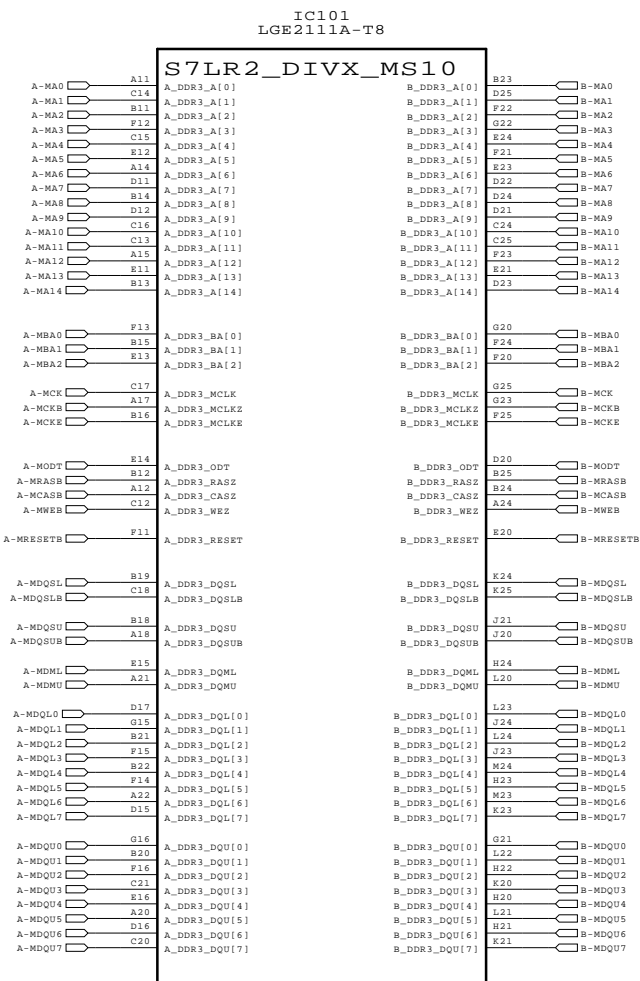 IC101
LGE2111A-T8
S7LR2_DIVX_MS10
A-MA0 A11 A_DDR3_A[0] B_DDR3_A[0] B23 B-MA0
A-MA1 C14 A_DDR3_A[1] B_DDR3_A[1] D25 B-MA1
A-MA2 B11 A_DDR3_A[2] B_DDR3_A[2] F22 B-MA2
A-MA3 F12 A_DDR3_A[3] B_DDR3_A[3] G22 B-MA3
A-MA4 C15 A_DDR3_A[4] B_DDR3_A[4] E24 B-MA4
A-MA5 E12 A_DDR3_A[5] B_DDR3_A[5] F21 B-MA5
A-MA6 A14 A_DDR3_A[6] B_DDR3_A[6] E23 B-MA6
A-MA7 D11 A_DDR3_A[7] B_DDR3_A[7] D22 B-MA7
A-MA8 B14 A_DDR3_A[8] B_DDR3_A[8] D24 B-MA8
A-MA9 D12 A_DDR3_A[9] B_DDR3_A[9] D21 B-MA9
A-MA10 C16 A_DDR3_A[10] B_DDR3_A[10] C24 B-MA10
A-MA11 C13 A_DDR3_A[11] B_DDR3_A[11] C25 B-MA11
A-MA12 A15 A_DDR3_A[12] B_DDR3_A[12] F23 B-MA12
A-MA13 E11 A_DDR3_A[13] B_DDR3_A[13] E21 B-MA13
A-MA14 B13 A_DDR3_A[14] B_DDR3_A[14] D23 B-MA14
A-MBA0 F13 A_DDR3_BA[0] B_DDR3_BA[0] G20 B-MBA0
A-MBA1 B15 A_DDR3_BA[1] B_DDR3_BA[1] F24 B-MBA1
A-MBA2 E13 A_DDR3_BA[2] B_DDR3_BA[2] F20 B-MBA2
A-MCK C17 A_DDR3_MCLK B_DDR3_MCLK G25 B-MCK
A-MCKB A17 A_DDR3_MCLKZ B_DDR3_MCLKZ G23 B-MCKB
A-MCKE B16 A_DDR3_MCLKE B_DDR3_MCLKE F25 B-MCKE
A-MODT E14 A_DDR3_ODT B_DDR3_ODT D20 B-MODT
A-MRASB B12 A_DDR3_RASZ B_DDR3_RASZ B25 B-MRASB
A-MCASB A12 A_DDR3_CASZ B_DDR3_CASZ B24 B-MCASB
A-MWEB C12 A_DDR3_WEZ B_DDR3_WEZ A24 B-MWEB
A-MRESETB F11 A_DDR3_RESET B_DDR3_RESET E20 B-MRESETB
A-MDQSL B19 A_DDR3_DQSL B_DDR3_DQSL K24 B-MDQSL
A-MDQSLB C18 A_DDR3_DQSLB B_DDR3_DQSLB K25 B-MDQSLB
A-MDQSU B18 A_DDR3_DQSU B_DDR3_DQSU J21 B-MDQSU
A-MDQSUB A18 A_DDR3_DQSUB B_DDR3_DQSUB J20 B-MDQSUB
A-MDML E15 A_DDR3_DQML B_DDR3_DQML H24 B-MDML
A-MDMU A21 A_DDR3_DQMU B_DDR3_DQMU L20 B-MDMU
A-MDQL0 D17 A_DDR3_DQL[0] B_DDR3_DQL[0] L23 B-MDQL0
A-MDQL1 G15 A_DDR3_DQL[1] B_DDR3_DQL[1] J24 B-MDQL1
A-MDQL2 B21 A_DDR3_DQL[2] B_DDR3_DQL[2] L24 B-MDQL2
A-MDQL3 F15 A_DDR3_DQL[3] B_DDR3_DQL[3] J23 B-MDQL3
A-MDQL4 B22 A_DDR3_DQL[4] B_DDR3_DQL[4] M24 B-MDQL4
A-MDQL5 F14 A_DDR3_DQL[5] B_DDR3_DQL[5] H23 B-MDQL5
A-MDQL6 A22 A_DDR3_DQL[6] B_DDR3_DQL[6] M23 B-MDQL6
A-MDQL7 D15 A_DDR3_DQL[7] B_DDR3_DQL[7] K23 B-MDQL7
A-MDQU0 G16 A_DDR3_DQU[0] B_DDR3_DQU[0] G21 B-MDQU0
A-MDQU1 B20 A_DDR3_DQU[1] B_DDR3_DQU[1] L22 B-MDQU1
A-MDQU2 F16 A_DDR3_DQU[2] B_DDR3_DQU[2] H22 B-MDQU2
A-MDQU3 C21 A_DDR3_DQU[3] B_DDR3_DQU[3] K20 B-MDQU3
A-MDQU4 E16 A_DDR3_DQU[4] B_DDR3_DQU[4] H20 B-MDQU4
A-MDQU5 A20 A_DDR3_DQU[5] B_DDR3_DQU[5] L21 B-MDQU5
A-MDQU6 D16 A_DDR3_DQU[6] B_DDR3_DQU[6] H21 B-MDQU6
A-MDQU7 C20 A_DDR3_DQU[7] B_DDR3_DQU[7] K21 B-MDQU7